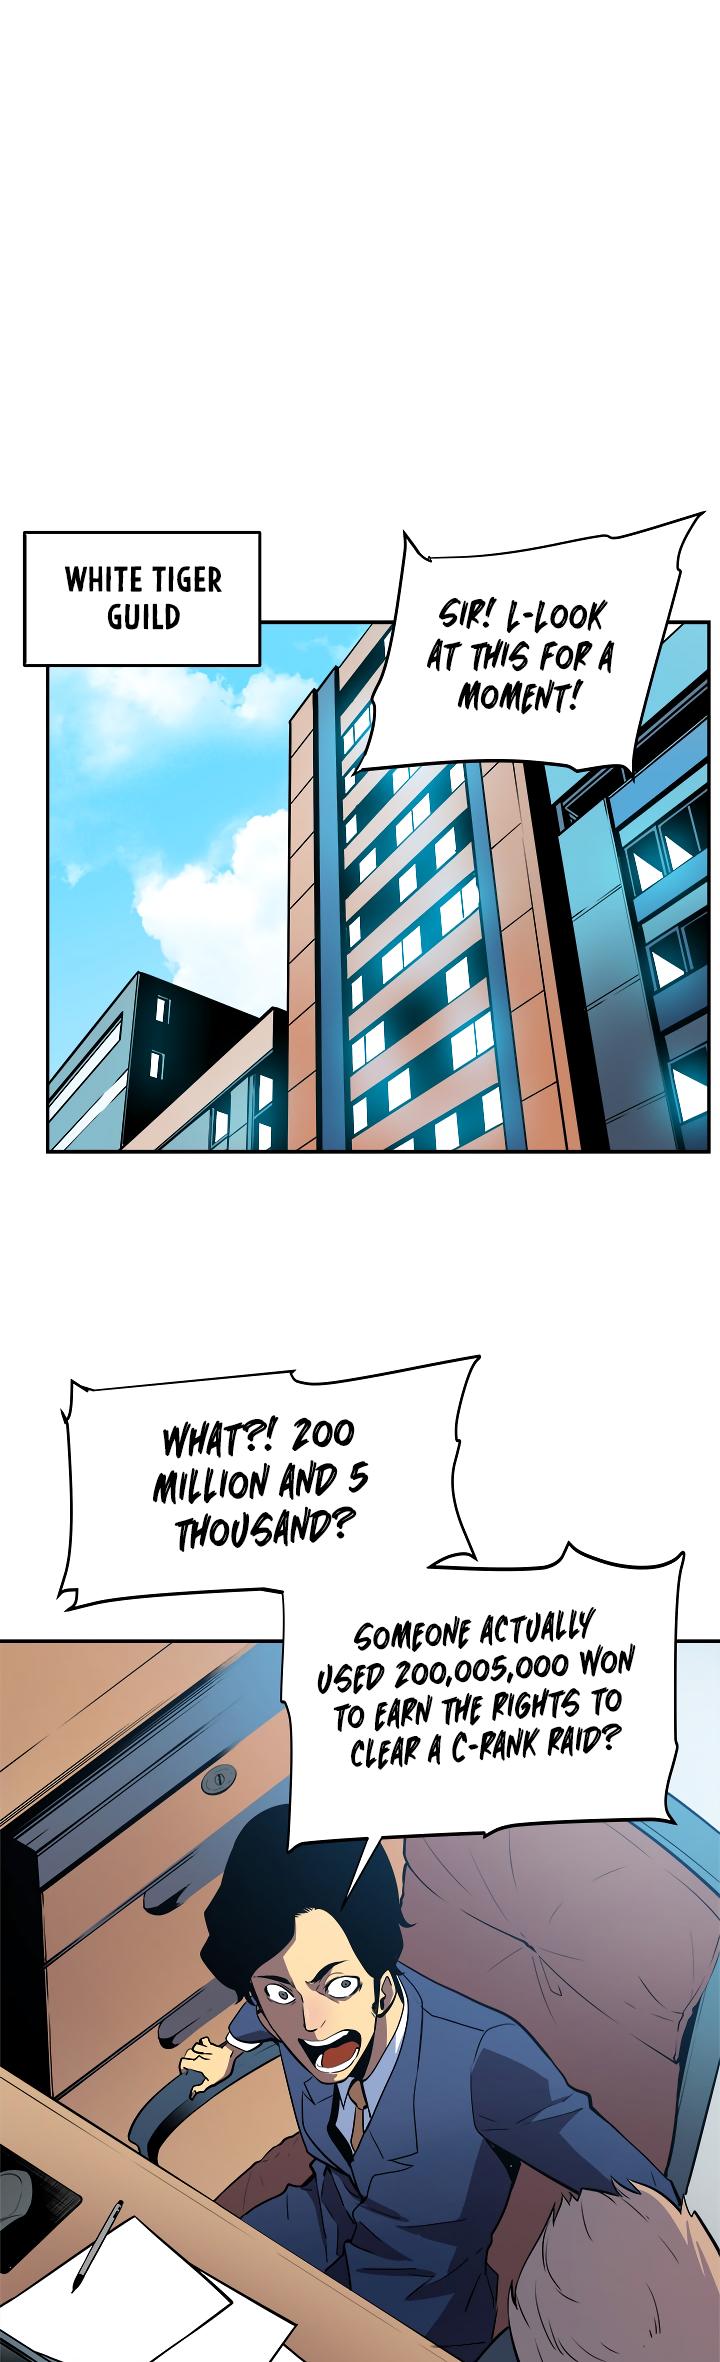 WHITE TIGER
GUILD
SIR! L-LOOK
AT THIS FOR A
MOMENT!
WHAT?! 200
MILLION AND 5
THOUSAND?
SOMEONE ACTUALLY
USED 200,005,000 WON
TO EARN THE RIGHTS TO
CLEAR A C-RANK RAID?